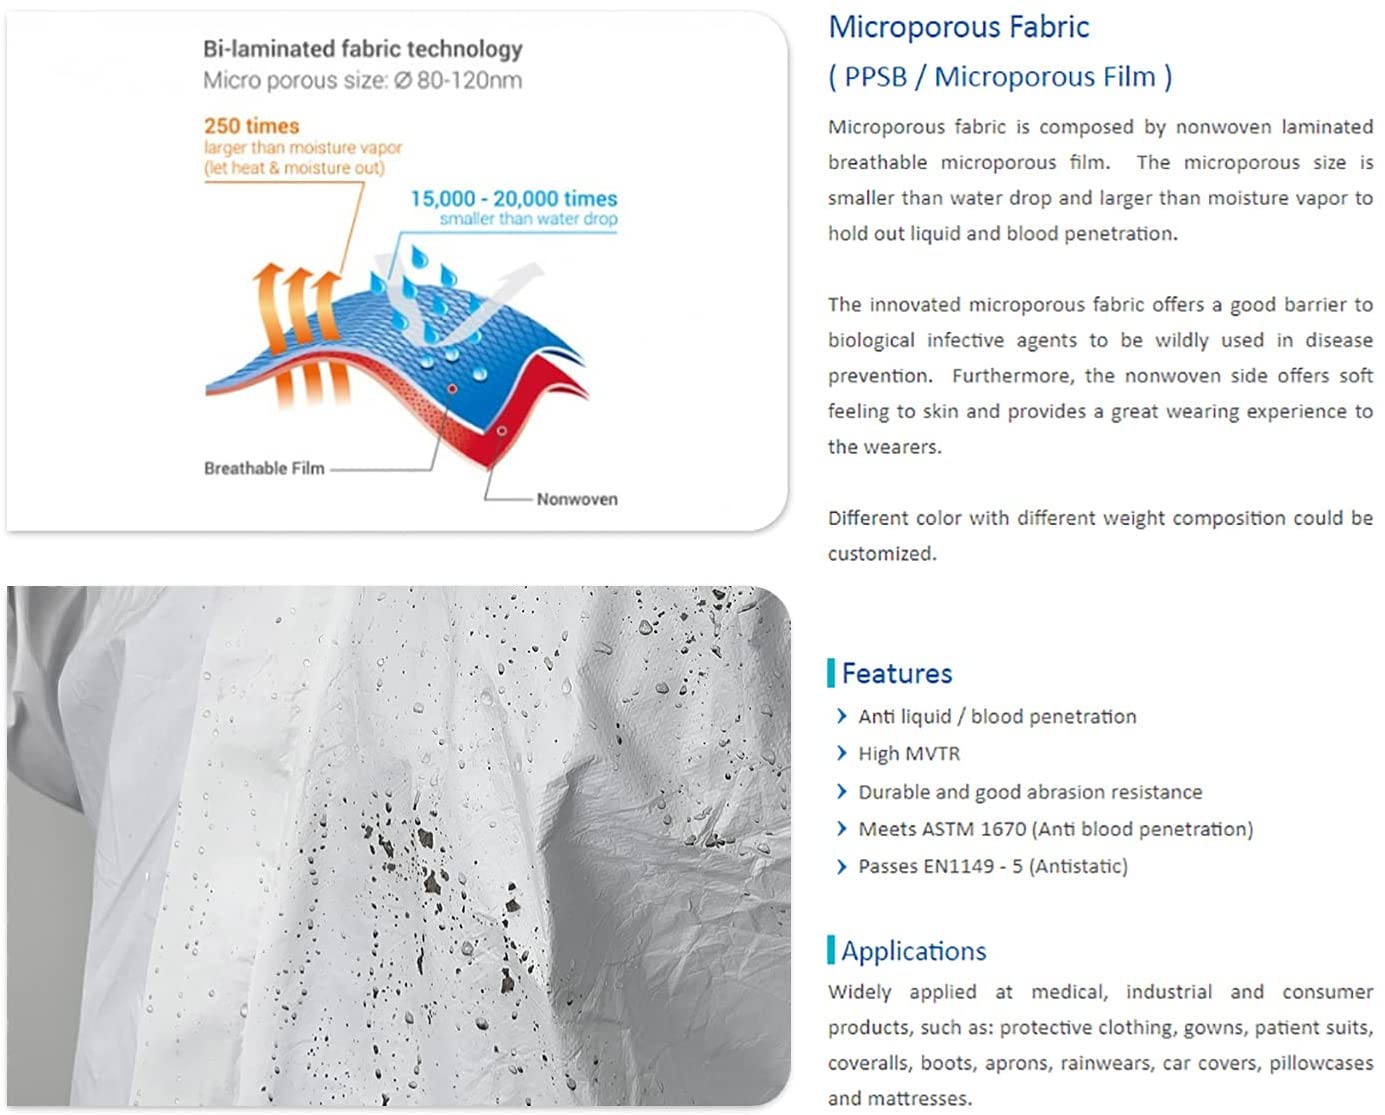 Bi-laminated fabric technology
Micro porous size: Ø 80-120nm
250 times
larger than moisture vapor
(let heat & moisture out)
15,000 - 20,000 times
smaller than water drop
Breathable Film
Nonwoven
Microporous Fabric
( PPSB / Microporous Film )
Microporous fabric is composed by nonwoven laminated
breathable microporous film. The microporous size is
smaller than water drop and larger than moisture vapor to
hold out liquid and blood penetration.
The innovated microporous fabric offers a good barrier to
biological infective agents to be wildly used in disease
prevention. Furthermore, the nonwoven side offers soft
feeling to skin and provides a great wearing experience to
the wearers.
Different color with different weight composition could be
customized.
Features
Anti liquid / blood penetration
High MVTR
Durable and good abrasion resistance
Meets ASTM 1670 (Anti blood penetration)
Passes EN1149 - 5 (Antistatic)
Applications
Widely applied at medical, industrial and consumer
products, such as: protective clothing, gowns, patient suits,
coveralls, boots, aprons, rainwears, car covers, pillowcases
and mattresses.